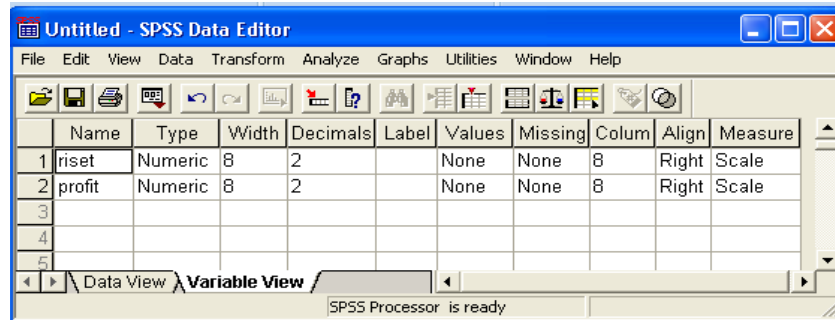 Untitled - SPSS Data Editor
File Edit View Data Transform Analyze Graphs Utilities Window Help
Name Type Width Decimals Label Values Missing Colum Align Measure
1 riset Numeric 8 2 None None 8 Right Scale
2 profit Numeric 8 2 None None 8 Right Scale
3
4
5
Data View Variable View
SPSS Processor is ready